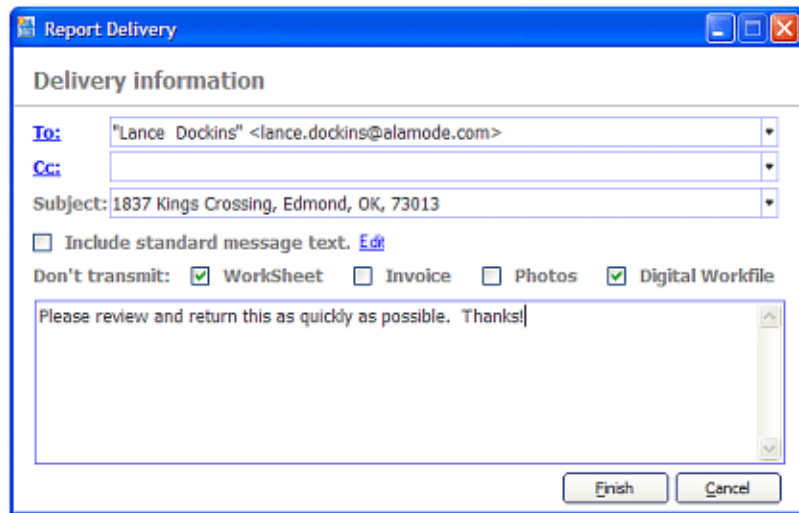 Report Delivery
Delivery information
To: "Lance Dockins" <lance.dockins@alamode.com>
Cc:
Subject: 1837 Kings Crossing, Edmond, OK, 73013
Include standard message text. Edit
Don't transmit: WorkSheet Invoice Photos Digital Workfile
Please review and return this as quickly as possible. Thanks!
Finish Cancel